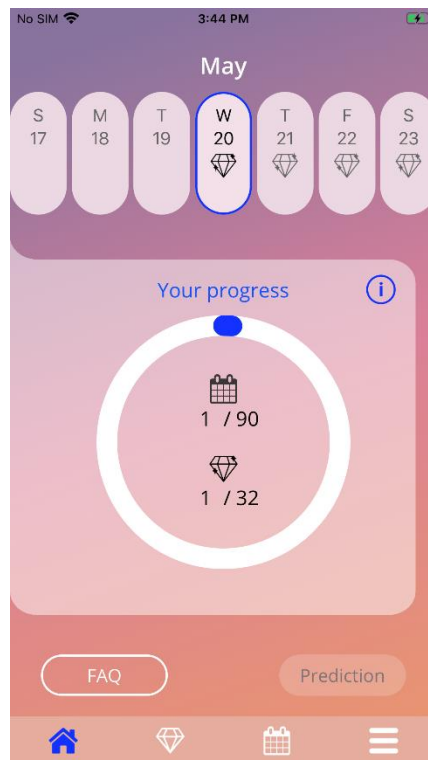 No SIM 3:44 PM
May
S M T W T F S
17 18 19 20 21 22 23
Your progress
i
1 / 90
1 / 32
FAQ Prediction